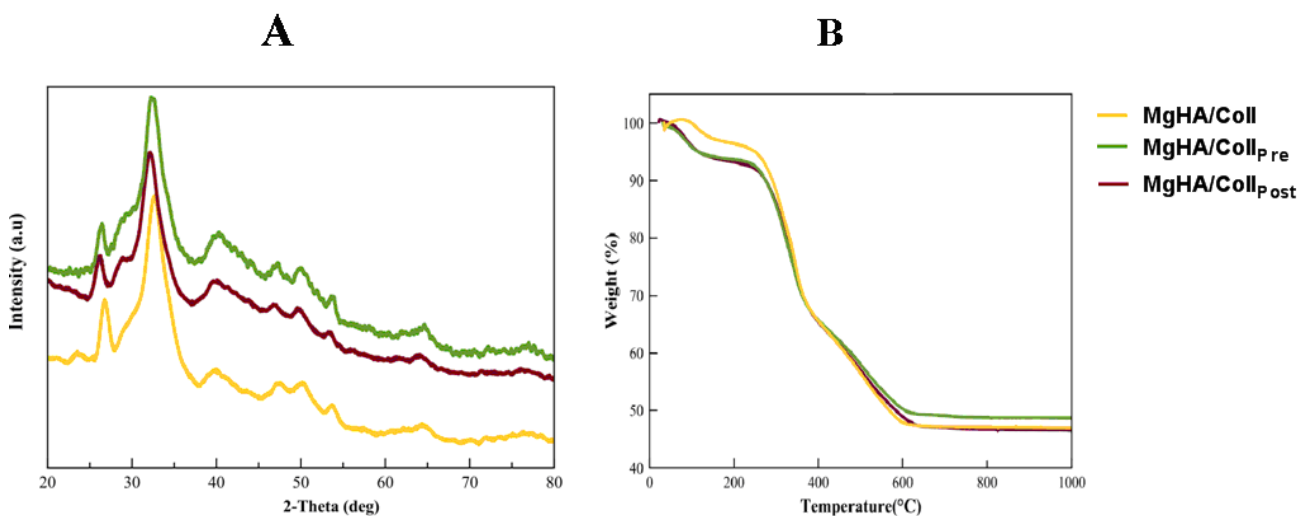 A
B
Intensity (a.u)
20 30 40 50 60 70 80
2-Theta (deg)
Weight (%)
100
90
80
70
60
50
40
0 200 400 600 800 1000
Temperature(°C)
MgHA/Coll
MgHA/CollPre
MgHA/CollPost